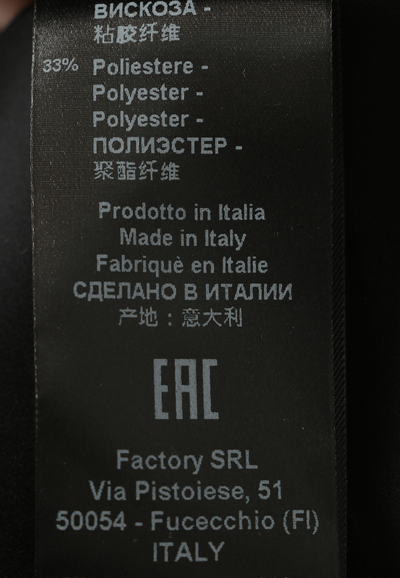 ВИСКОЗА -
粘胶纤维
33% Poliestere -
Polyester -
Polyester -
ПОЛИЭСТЕР -
聚酯纤维
Prodotto in Italia
Made in Italy
Fabriquè en Italie
СДЕЛАНО В ИТАЛИИ
产地：意大利
EAC
Factory SRL
Via Pistoiese, 51
50054 - Fucecchio (FI)
ITALY